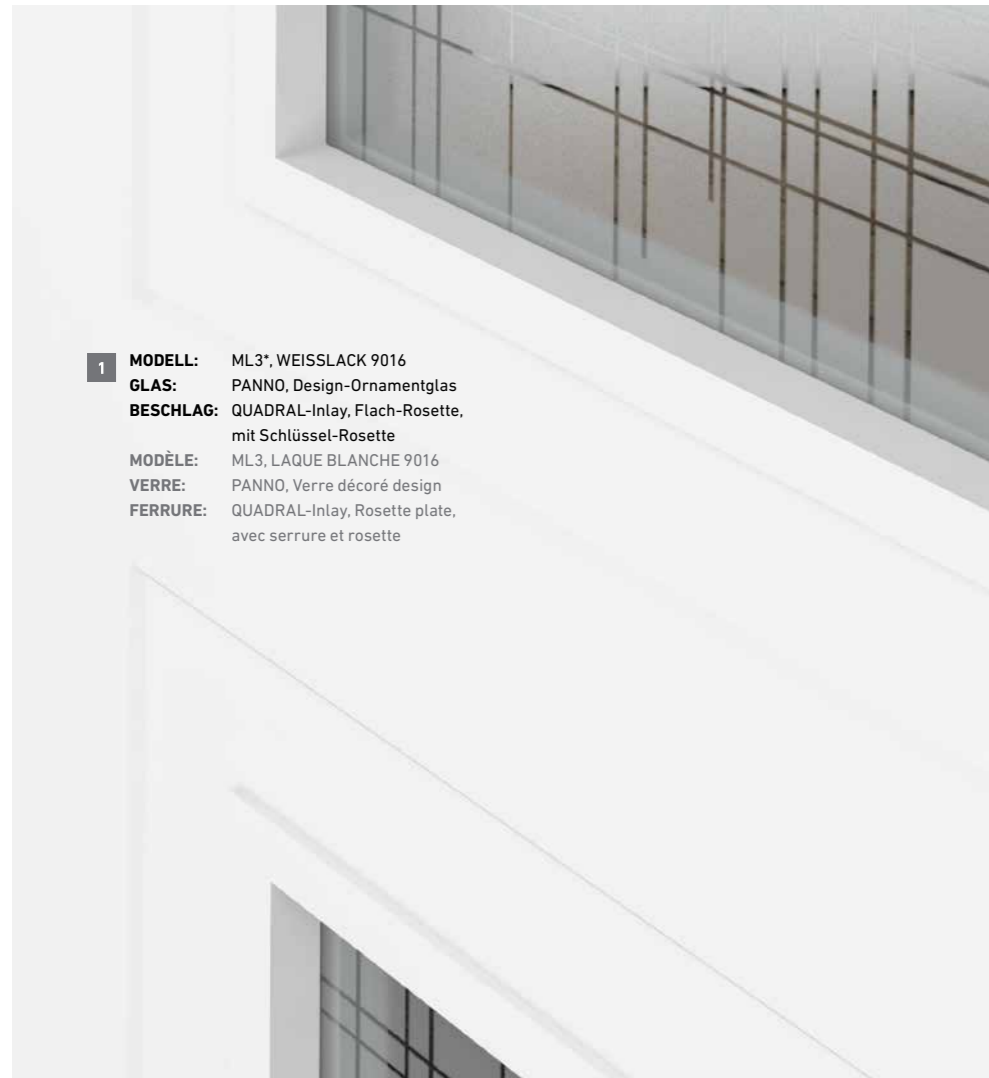 1
MODELL: ML3*, WEISSLACK 9016
GLAS: PANNO, Design-Ornamentglas
BESCHLAG: QUADRAL-Inlay, Flach-Rosette,
mit Schlüssel-Rosette
MODÈLE: ML3, LAQUE BLANCHE 9016
VERRE: PANNO, Verre décoré design
FERRURE: QUADRAL-Inlay, Rosette plate,
avec serrure et rosette